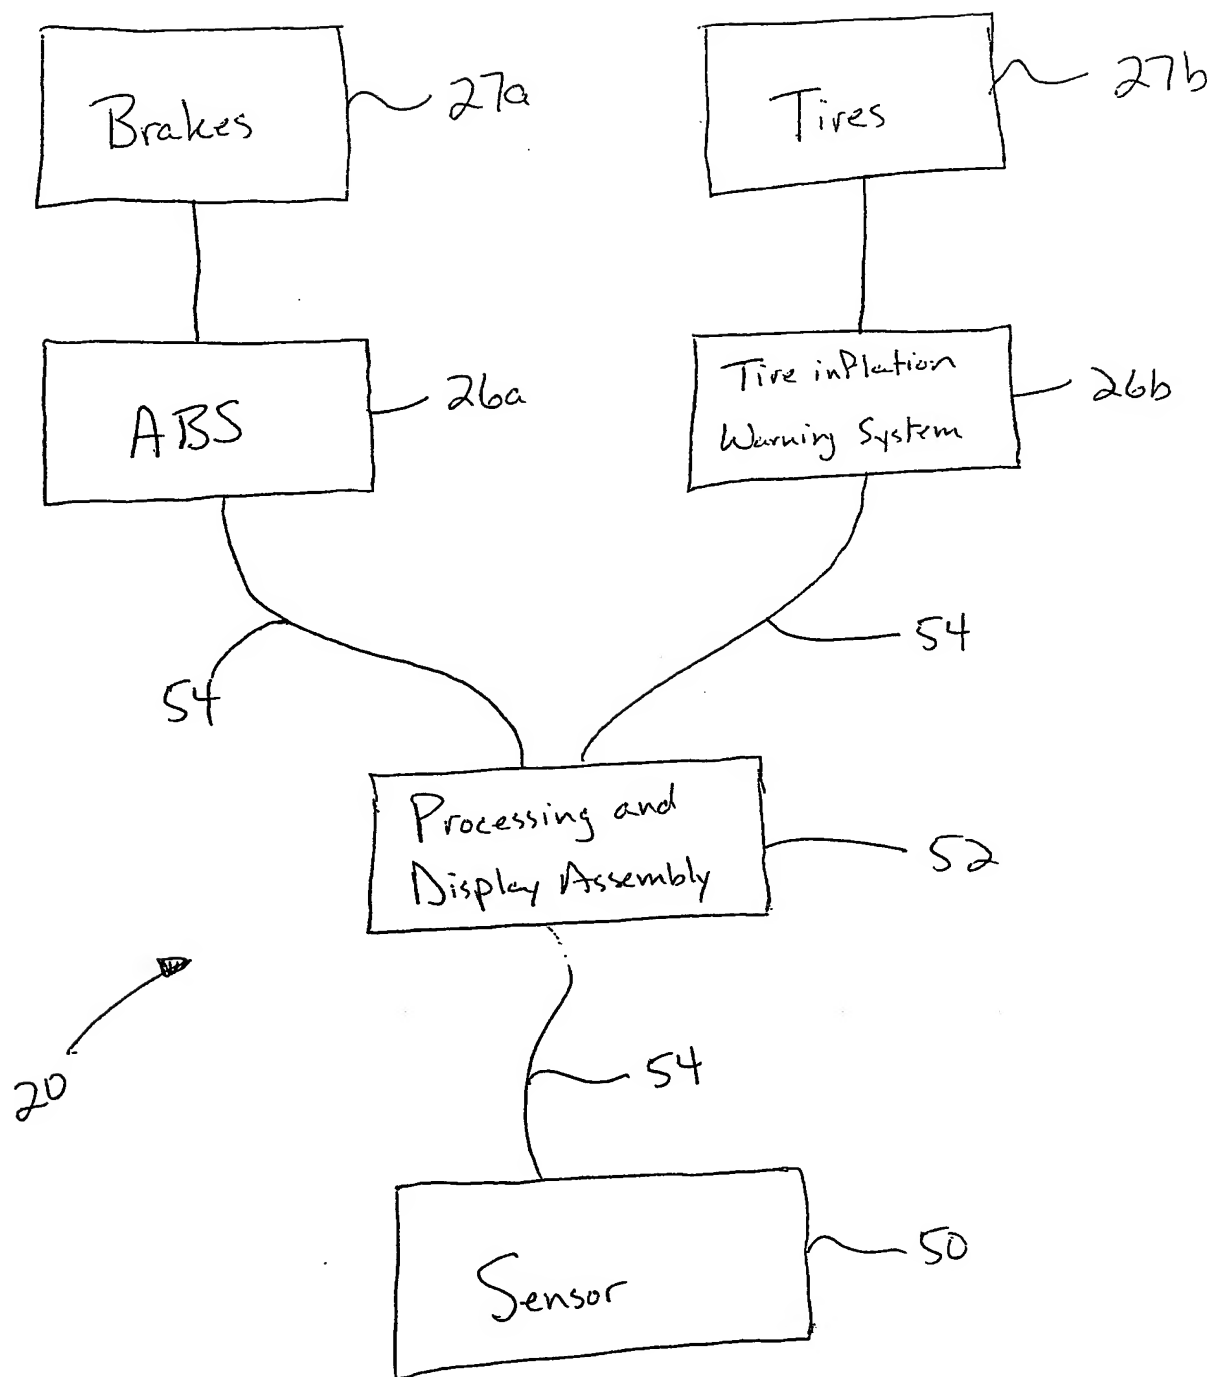 Brakes
27a
Tires
27b
ABS
26a
Tire inflation
Warning System
26b
54
54
Processing and
Display Assembly
52
20
54
Sensor
50